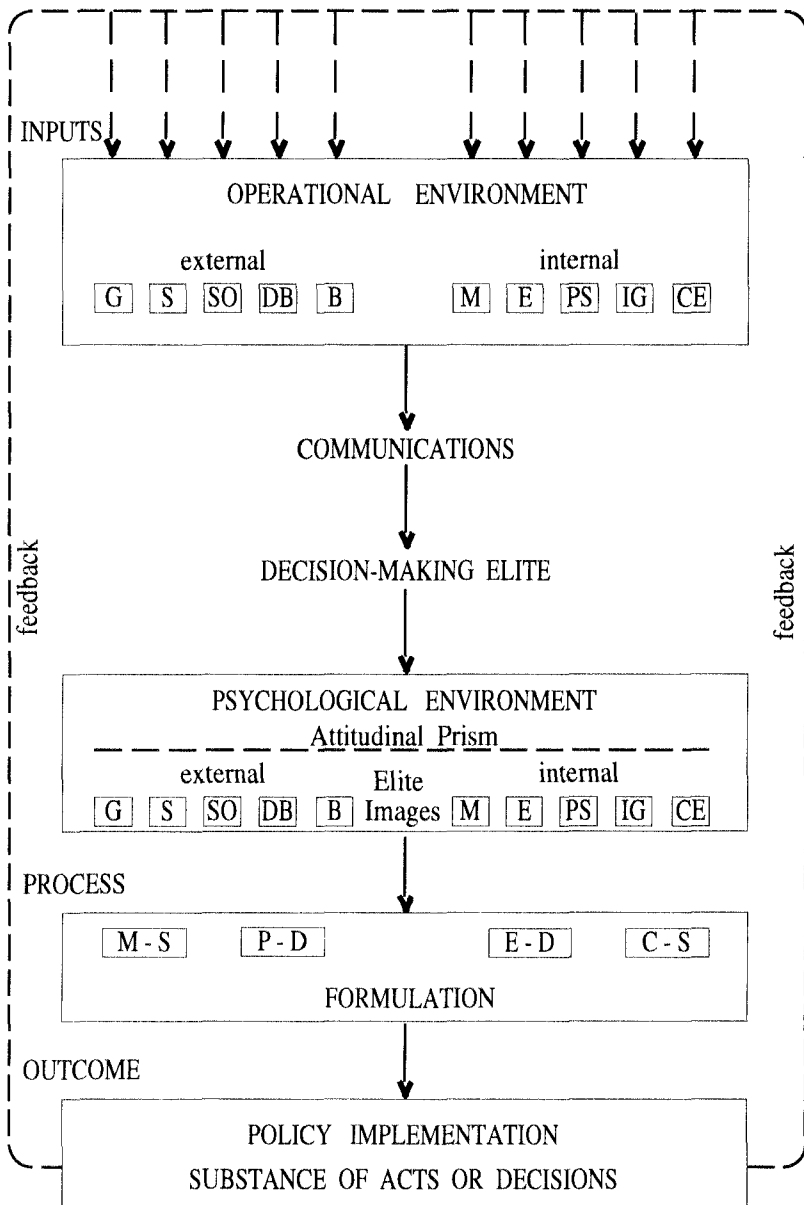 INPUTS
OPERATIONAL ENVIRONMENT
external internal
G S SO DB B M E PS IG CE
COMMUNICATIONS
feedback
DECISION-MAKING ELITE
feedback
PSYCHOLOGICAL ENVIRONMENT
Attitudinal Prism
external Elite internal
G S SO DB B Images M E PS IG CE
PROCESS
M - S P - D E - D C - S
FORMULATION
OUTCOME
POLICY IMPLEMENTATION
SUBSTANCE OF ACTS OR DECISIONS